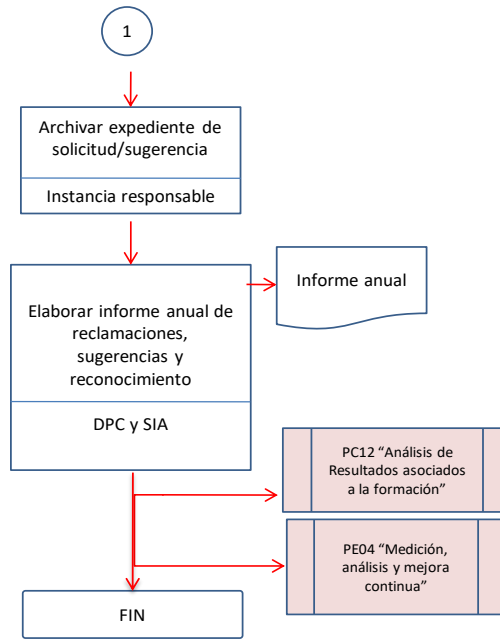 1
Archivar expediente de
solicitud/sugerencia
Instancia responsable
Elaborar informe anual de
reclamaciones,
sugerencias y
reconocimiento
DPC y SIA
Informe anual
PC12 “Análisis de
Resultados asociados
a la formación”
PE04 “Medición,
análisis y mejora
continua”
FIN